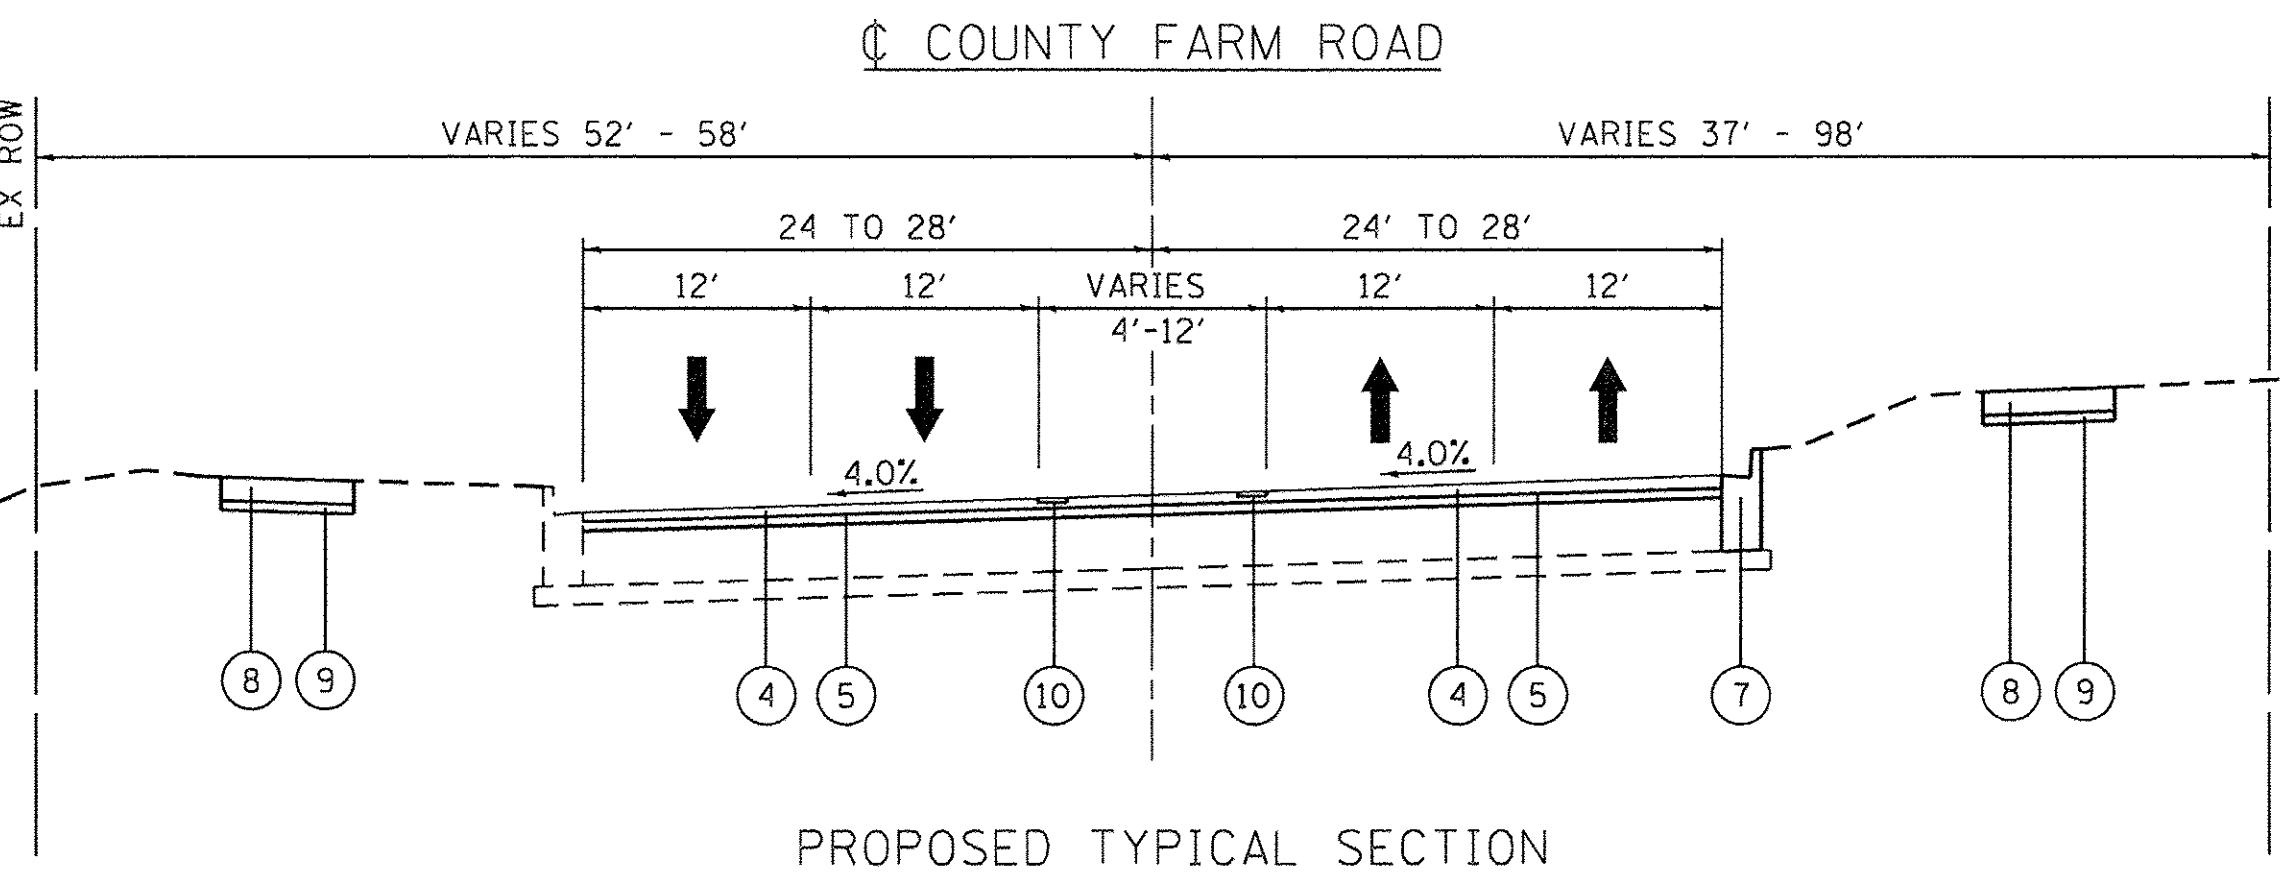 ℄ COUNTY FARM ROAD
EX ROW
VARIES 52' - 58'
VARIES 37' - 98'
24 TO 28'
24' TO 28'
12'
12'
VARIES
4'-12'
12'
12'
4.0%
4.0%
8
9
4
5
10
10
4
5
7
8
9
PROPOSED TYPICAL SECTION